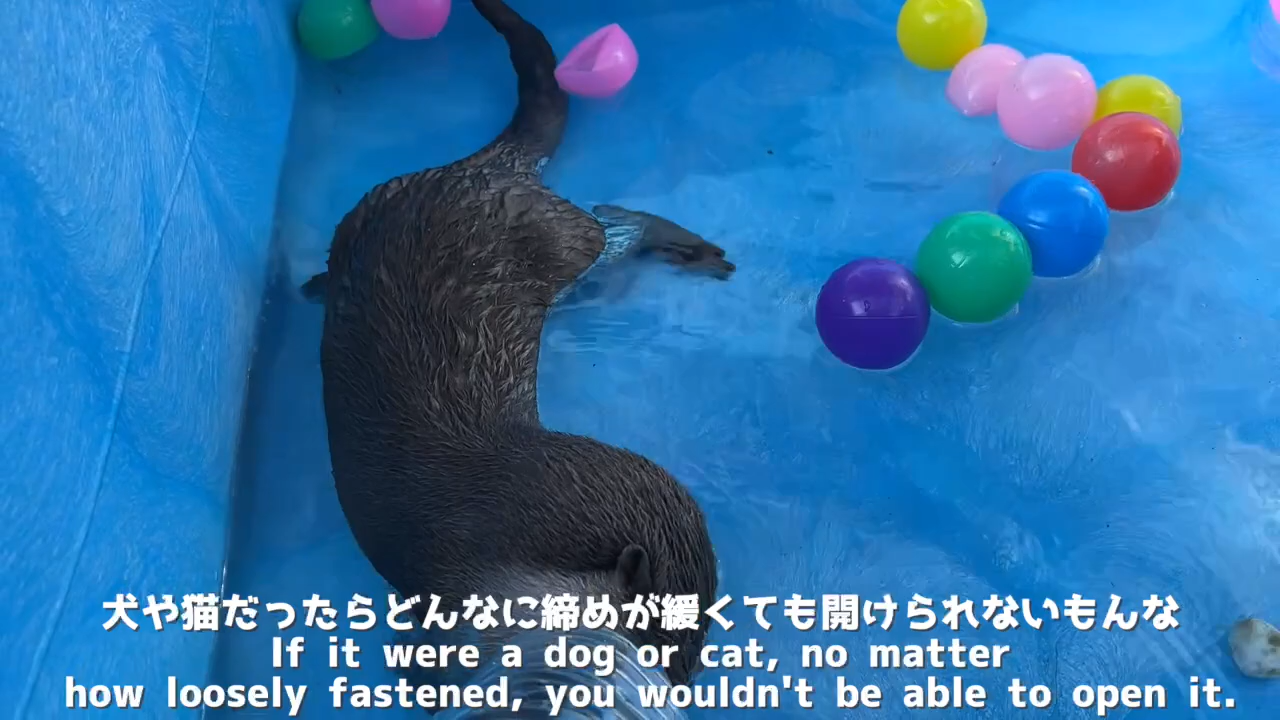 犬や猫だったらどんなに締めが緩くても開けられないもんな
If it were a dog or cat, no matter
how loosely fastened, you wouldn't be able to open it.